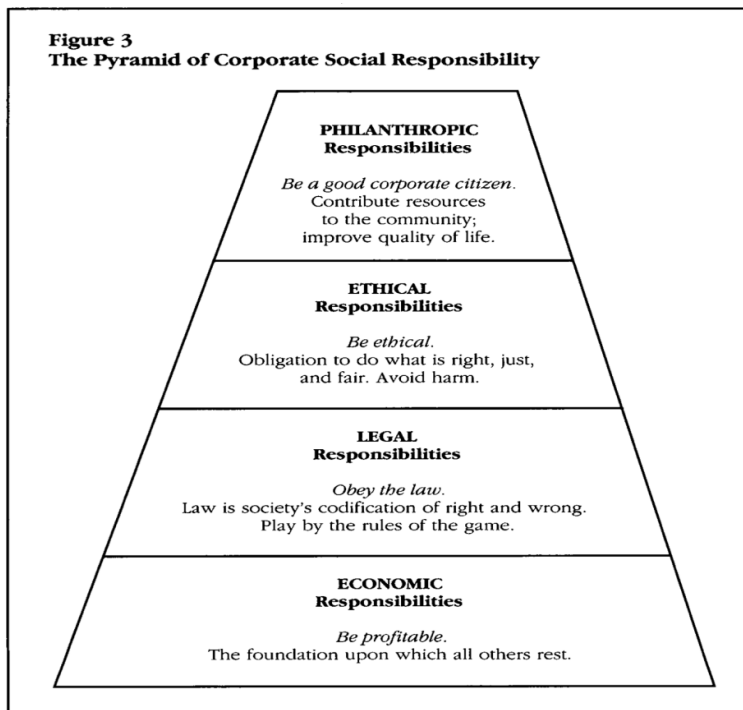 Figure 3
The Pyramid of Corporate Social Responsibility
PHILANTHROPIC
Responsibilities
Be a good corporate citizen.
Contribute resources
to the community;
improve quality of life.
ETHICAL
Responsibilities
Be ethical.
Obligation to do what is right, just,
and fair. Avoid harm.
LEGAL
Responsibilities
Obey the law.
Law is society's codification of right and wrong.
Play by the rules of the game.
ECONOMIC
Responsibilities
Be profitable.
The foundation upon which all others rest.